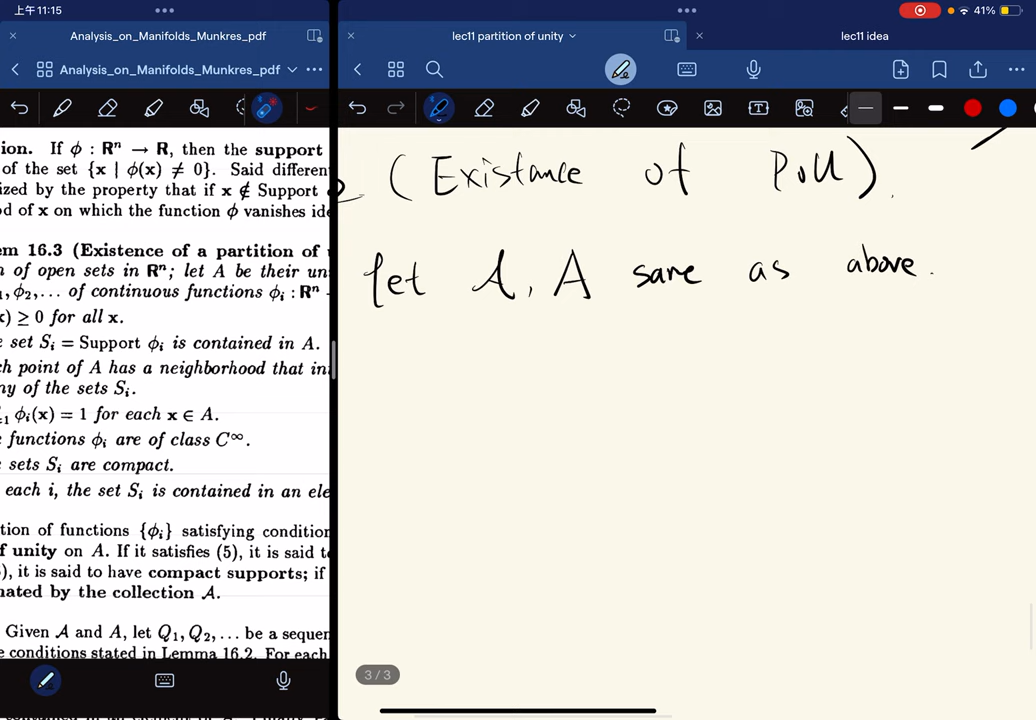 上午11:15
41%
Analysis_on_Manifolds_Munkres_pdf
Analysis_on_Manifolds_Munkres_pdf
ion. If ϕ : Rⁿ → R, then the support
of the set {x | ϕ(x) ≠ 0}. Said differen
ized by the property that if x ∉ Support
od of x on which the function ϕ vanishes ide
em 16.3 (Existence of a partition of
n of open sets in Rⁿ; let A be their un
ϕ₂, … of continuous functions ϕᵢ : Rⁿ
x) ≥ 0 for all x.
e set Sᵢ = Support ϕᵢ is contained in A.
ch point of A has a neighborhood that in
ny of the sets Sᵢ.
ϕᵢ(x) = 1 for each x ∈ A.
e functions ϕᵢ are of class C∞.
e sets Sᵢ are compact.
each i, the set Sᵢ is contained in an ele
tion of functions {ϕᵢ} satisfying condition
f unity on A. If it satisfies (5), it is said to
), it is said to have compact supports; if
nated by the collection 𝒜.
Given 𝒜 and A, let Q₁, Q₂, … be a sequen
e conditions stated in Lemma 16.2. For each
lec11 partition of unity
lec11 idea
(Existance of PoU).
let 𝒜, A same as above.
3 / 3